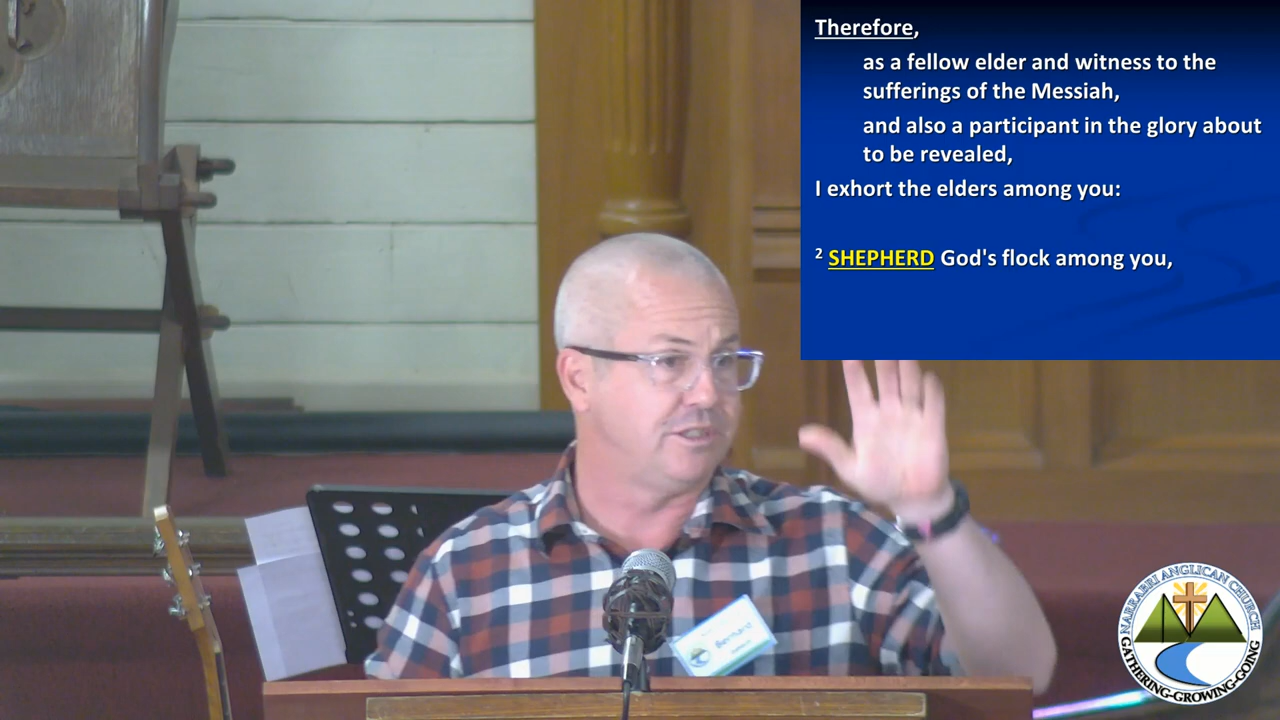 Therefore,
as a fellow elder and witness to the
sufferings of the Messiah,
and also a participant in the glory about
to be revealed,
I exhort the elders among you:
2 SHEPHERD God's flock among you,
Bernard
NARRABRI ANGLICAN CHURCH
GATHERING-GROWING-GOING